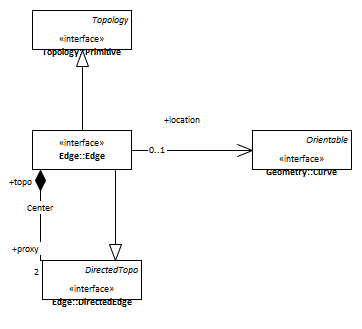 Topology
«interface»
Topology::Primitive
+location
«interface»
Edge::Edge
0..1
Orientable
«interface»
Geometry::Curve
+topo
Center
+proxy
2
DirectedTopo
«interface»
Edge::DirectedEdge